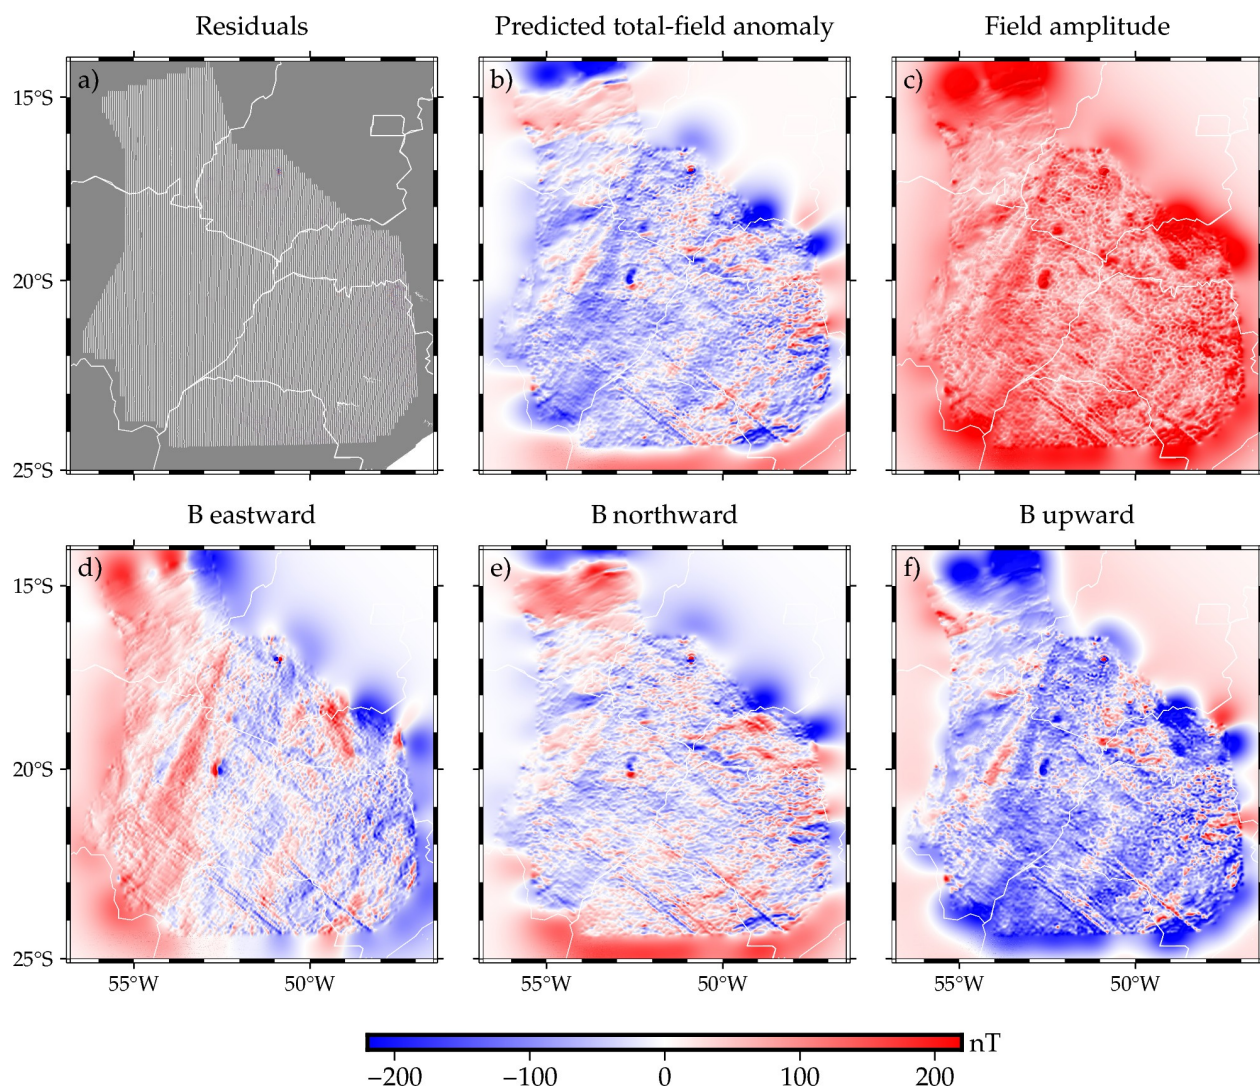 Residuals
Predicted total-field anomaly
Field amplitude
a)
b)
c)
15°S
20°S
25°S
B eastward
B northward
B upward
d)
e)
f)
15°S
20°S
25°S
55°W
50°W
55°W
50°W
55°W
50°W
nT
−200
−100
0
100
200